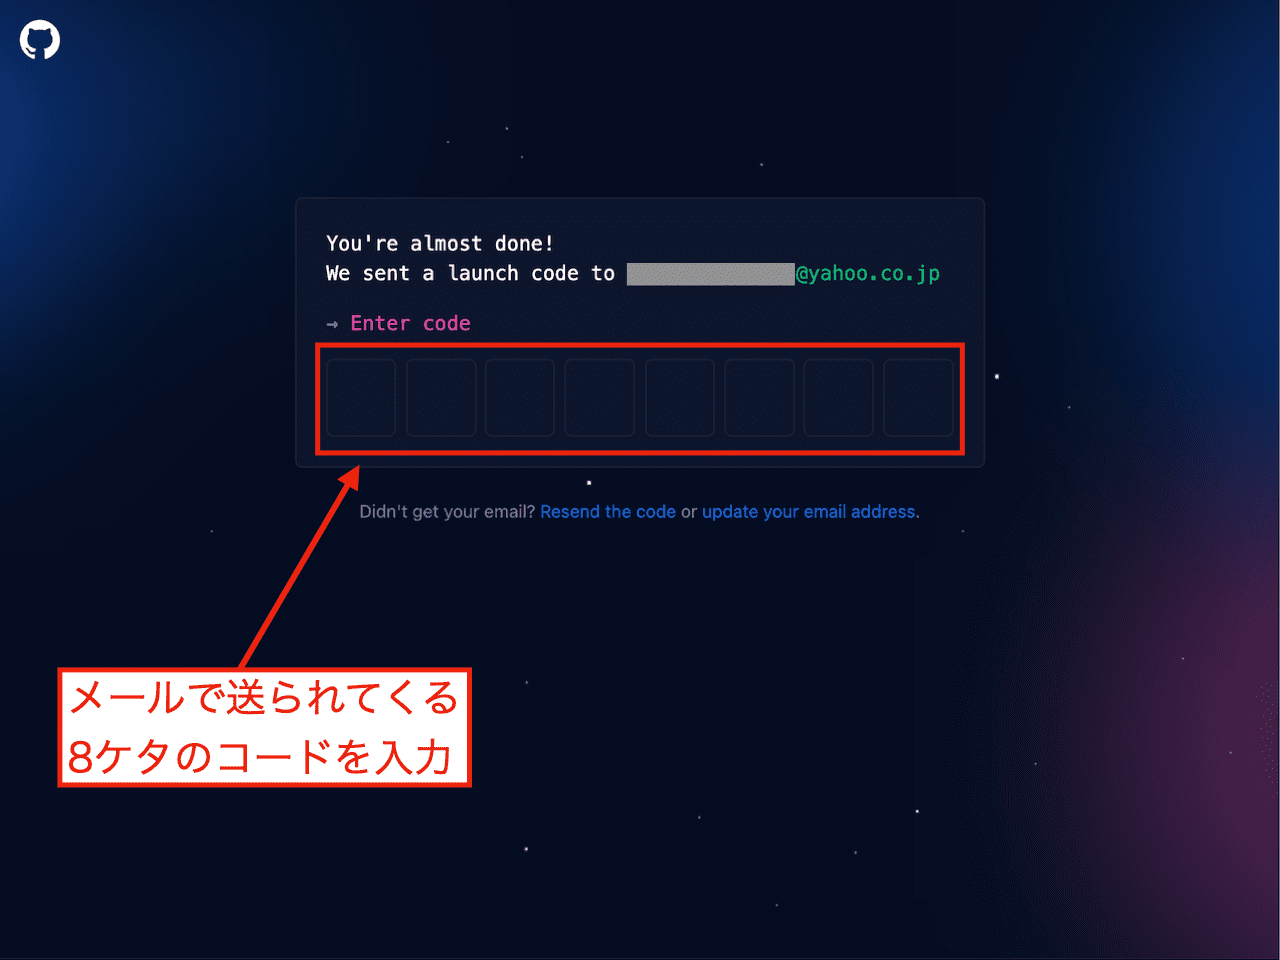 You're almost done!
We sent a launch code to @yahoo.co.jp
→ Enter code
Didn't get your email? Resend the code or update your email address.
メールで送られてくる
8ケタのコードを入力